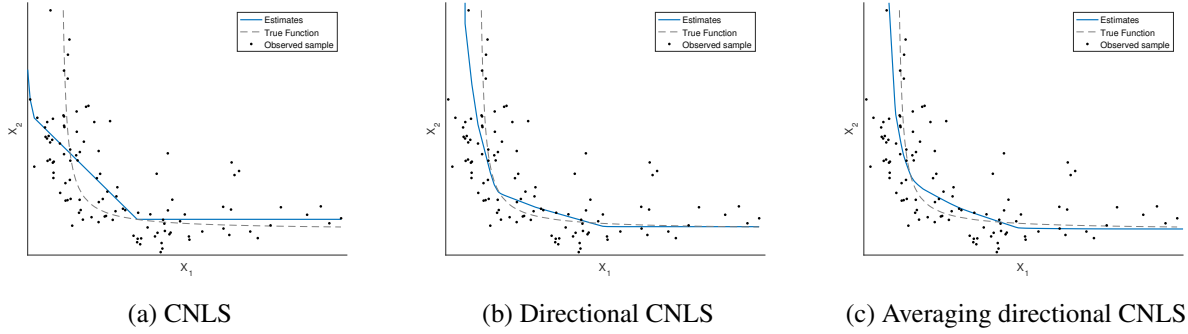 Estimates
True Function
Observed sample
X2
X1
(a) CNLS
Estimates
True Function
Observed sample
X2
X1
(b) Directional CNLS
Estimates
True Function
Observed sample
X2
X1
(c) Averaging directional CNLS